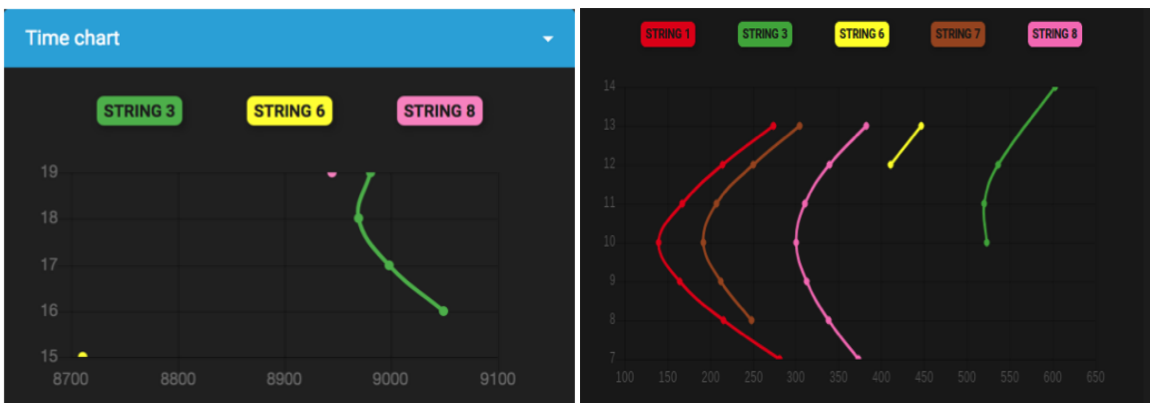 Time chart
STRING 3 STRING 6 STRING 8
19
18
17
16
15
8700 8800 8900 9000 9100
STRING 1 STRING 3 STRING 6 STRING 7 STRING 8
14
13
12
11
10
9
8
7
100 150 200 250 300 350 400 450 500 550 600 650